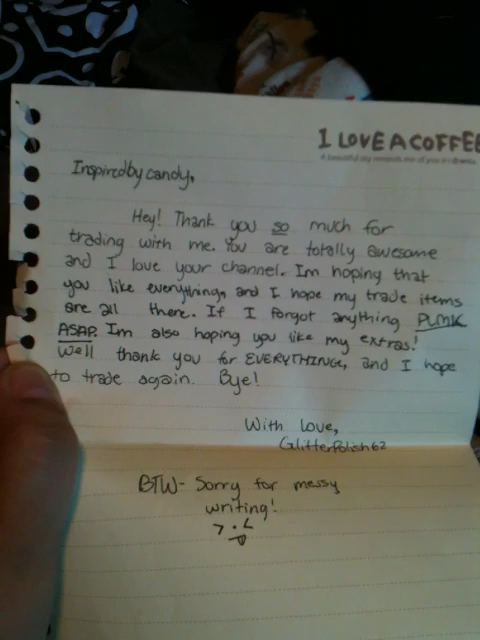 I LOVE A COFFEE
Inspiredbycandy,
Hey! Thank you so much for
trading with me. You are totally awesome
and I love your channel. Im hoping that
you like everything, and I hope my trade items
are all there. If I forgot anything PLMK
ASAP. Im also hoping you like my extras!
Well thank you for EVERYTHING, and I hope
to trade again. Bye!
With Love,
GlitterPolish62
BTW- Sorry for messy
writing!